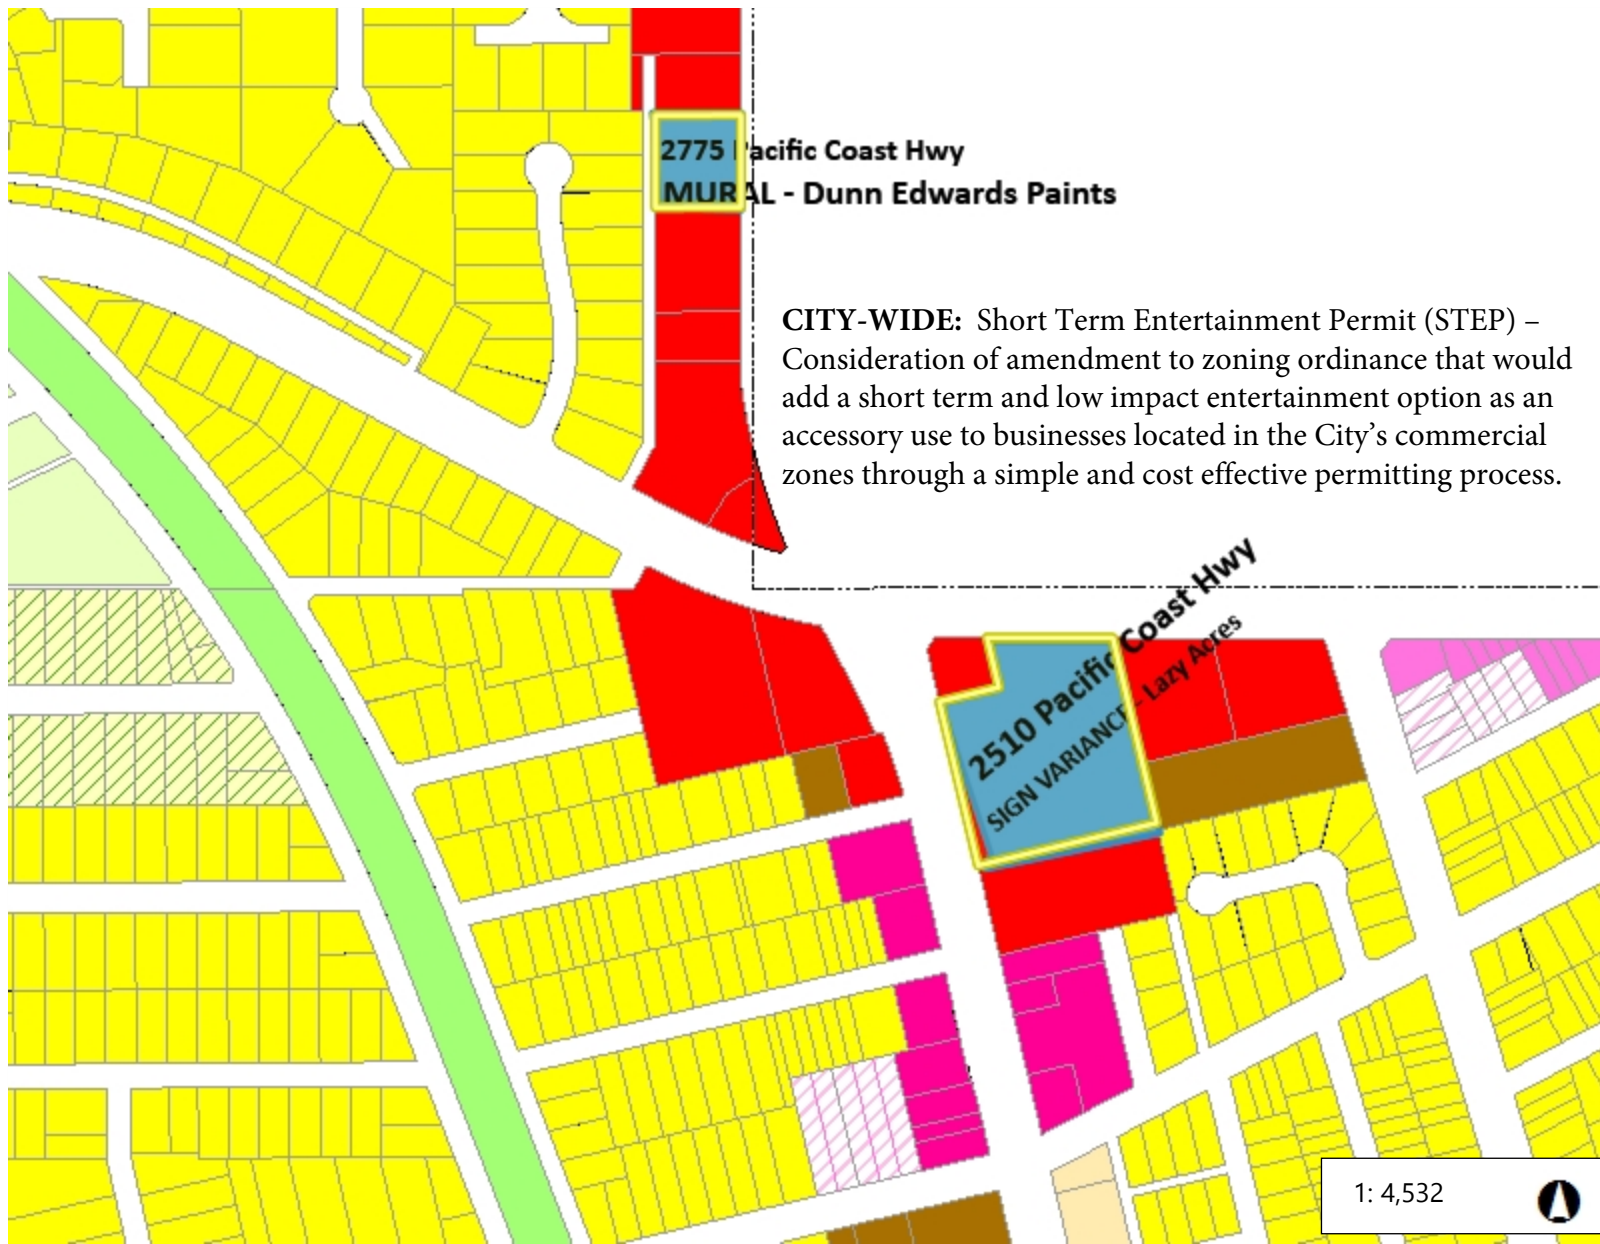 2775 Pacific Coast Hwy
MURAL - Dunn Edwards Paints
CITY-WIDE: Short Term Entertainment Permit (STEP) –
Consideration of amendment to zoning ordinance that would
add a short term and low impact entertainment option as an
accessory use to businesses located in the City’s commercial
zones through a simple and cost effective permitting process.
2510 Pacific Coast Hwy
SIGN VARIANCE - Lazy Acres
1: 4,532